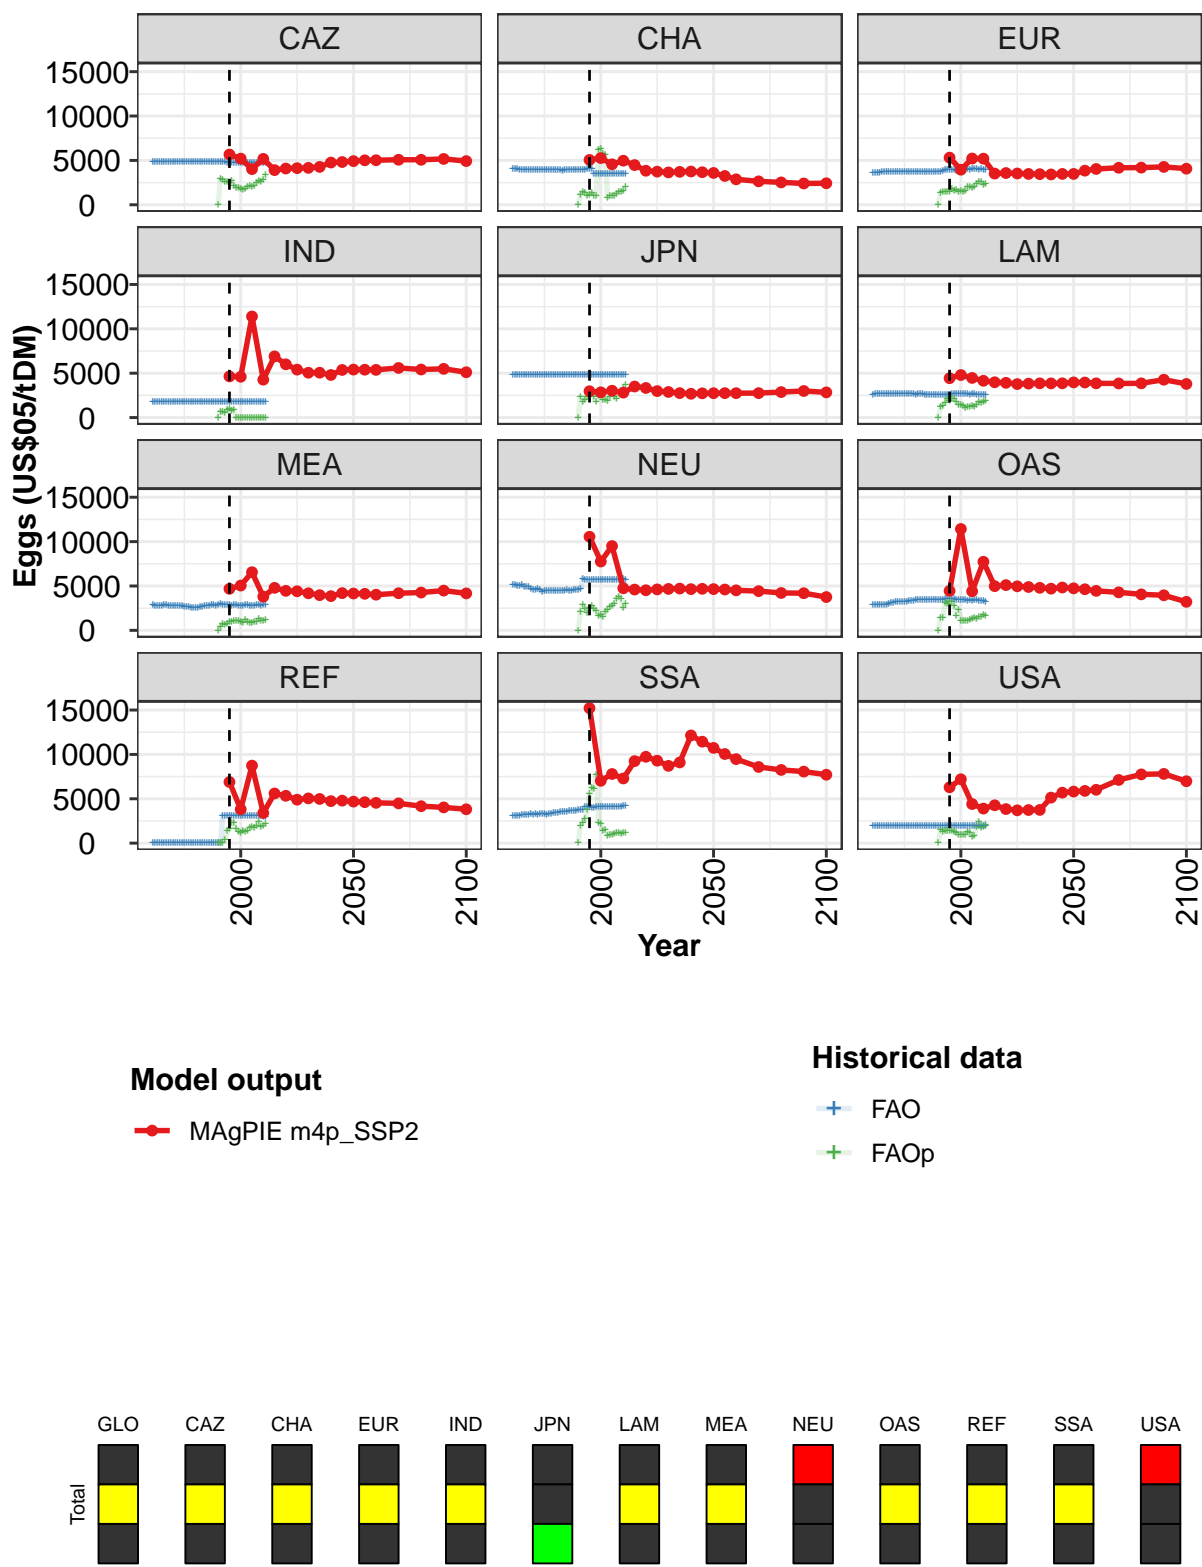 CAZ CHA EUR
15000
10000
5000
0
IND JPN LAM
15000
10000
5000
0
MEA NEU OAS
15000
10000
5000
0
REF SSA USA
15000
10000
5000
0
Eggs (US$05/tDM)
2000 2050 2100 2000 2050 2100 2000 2050 2100
Year
Model output
MAgPIE m4p_SSP2
Historical data
FAO
FAOp
GLO CAZ CHA EUR IND JPN LAM MEA NEU OAS REF SSA USA
Total